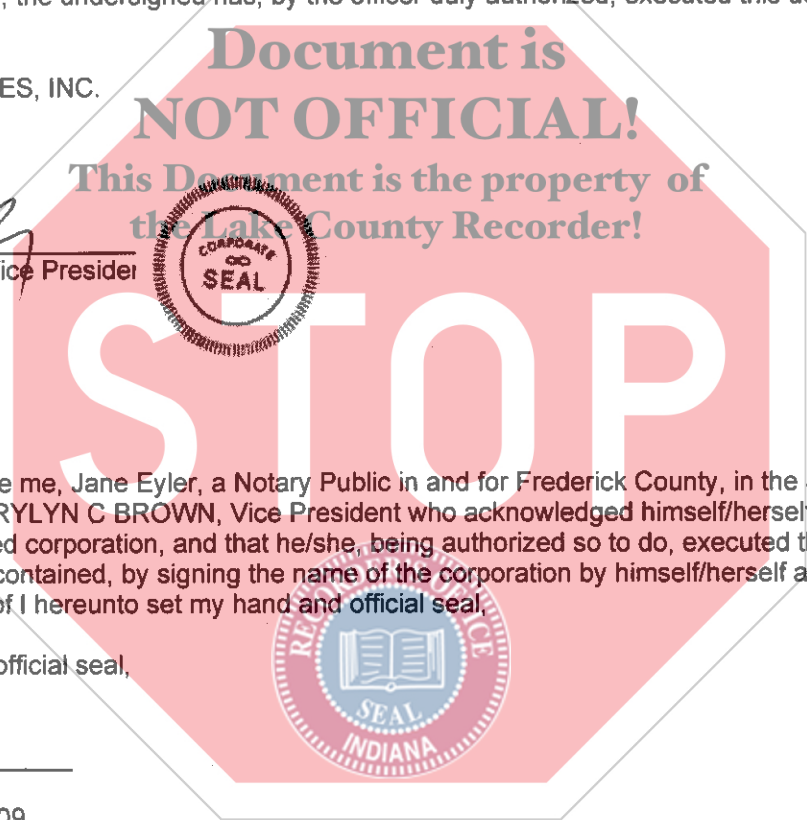 , the undersigned has, by the officer duly authorized, executed this
Document is
ES, INC.
NOT OFFICIAL!
This Document is the property of
the Lake County Recorder!
ice Presider
CORPORATE
SEAL
STOP
e me, Jane Eyler, a Notary Public in and for Frederick County, in the
RYLYN C BROWN, Vice President who acknowledged himself/herself
ed corporation, and that he/she, being authorized so to do, executed th
contained, by signing the name of the corporation by himself/herself a
of I hereunto set my hand and official seal,
official seal,
RECORDER'S OFFICE
SEAL
INDIANA
09